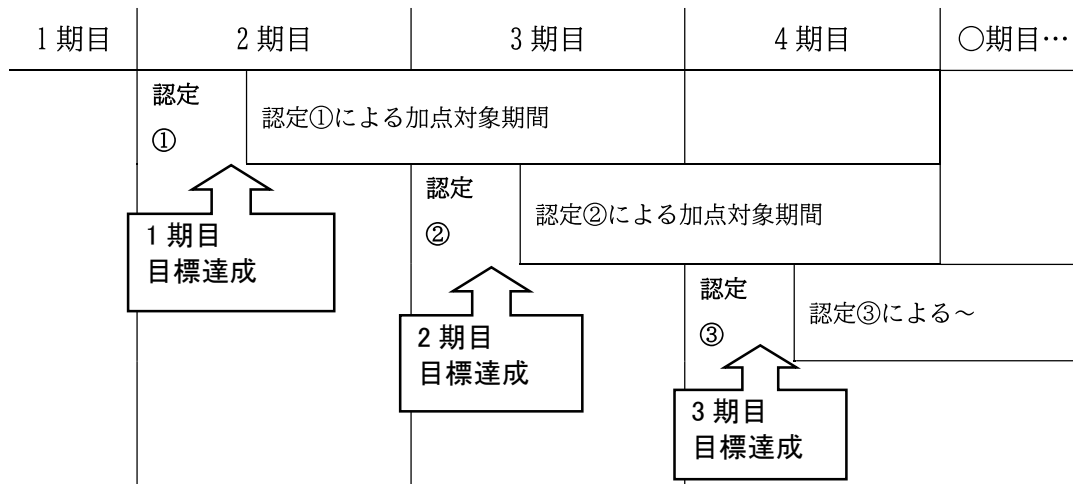 １期目
２期目
３期目
４期目
○期目…
認定
①
認定①による加点対象期間
１期目
目標達成
認定
②
認定②による加点対象期間
２期目
目標達成
認定
③
認定③による～
３期目
目標達成